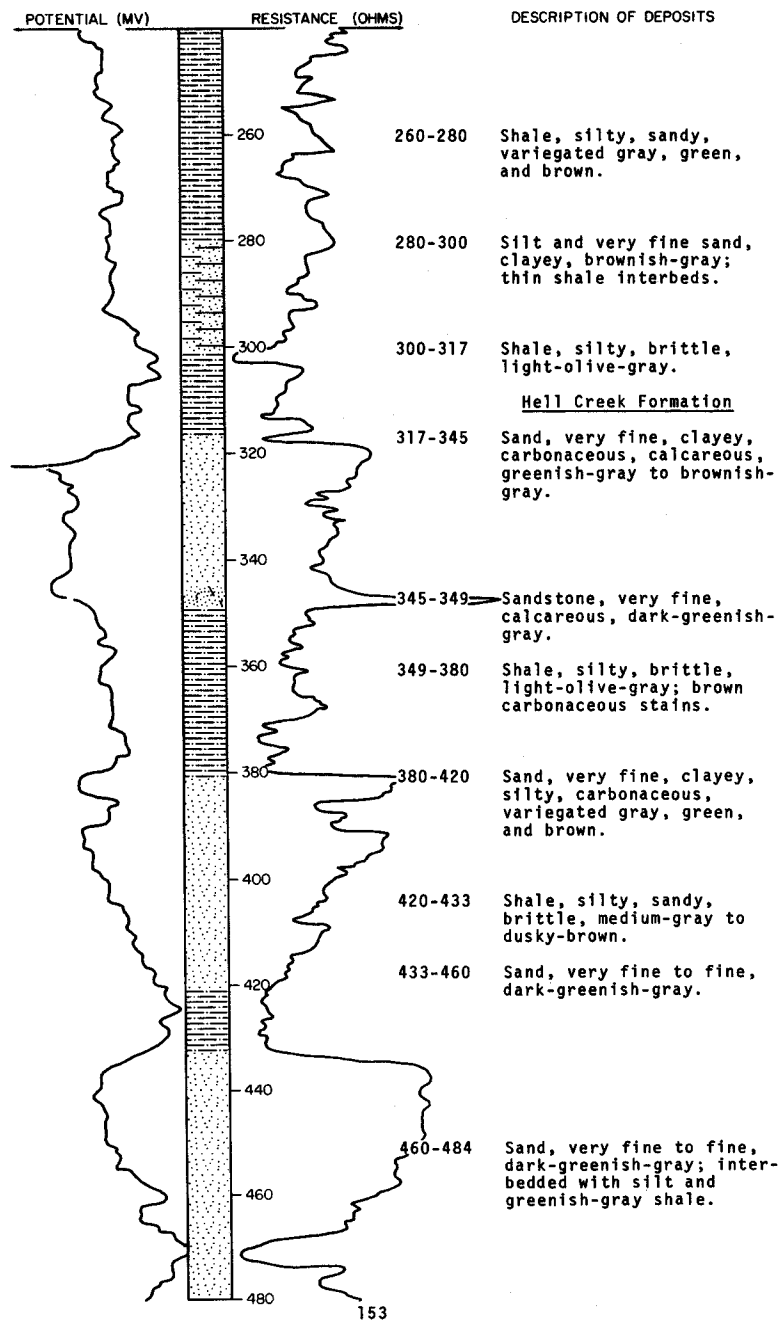 POTENTIAL (MV) RESISTANCE (OHMS) DESCRIPTION OF DEPOSITS
260
280
300
320
340
360
380
400
420
440
460
480
260-280 Shale, silty, sandy,
variegated gray, green,
and brown.
280-300 Silt and very fine sand,
clayey, brownish-gray;
thin shale interbeds.
300-317 Shale, silty, brittle,
light-olive-gray.
Hell Creek Formation
317-345 Sand, very fine, clayey,
carbonaceous, calcareous,
greenish-gray to brownish-
gray.
345-349 Sandstone, very fine,
calcareous, dark-greenish-
gray.
349-380 Shale, silty, brittle,
light-olive-gray; brown
carbonaceous stains.
380-420 Sand, very fine, clayey,
silty, carbonaceous,
variegated gray, green,
and brown.
420-433 Shale, silty, sandy,
brittle, medium-gray to
dusky-brown.
433-460 Sand, very fine to fine,
dark-greenish-gray.
460-484 Sand, very fine to fine,
dark-greenish-gray; inter-
bedded with silt and
greenish-gray shale.
153